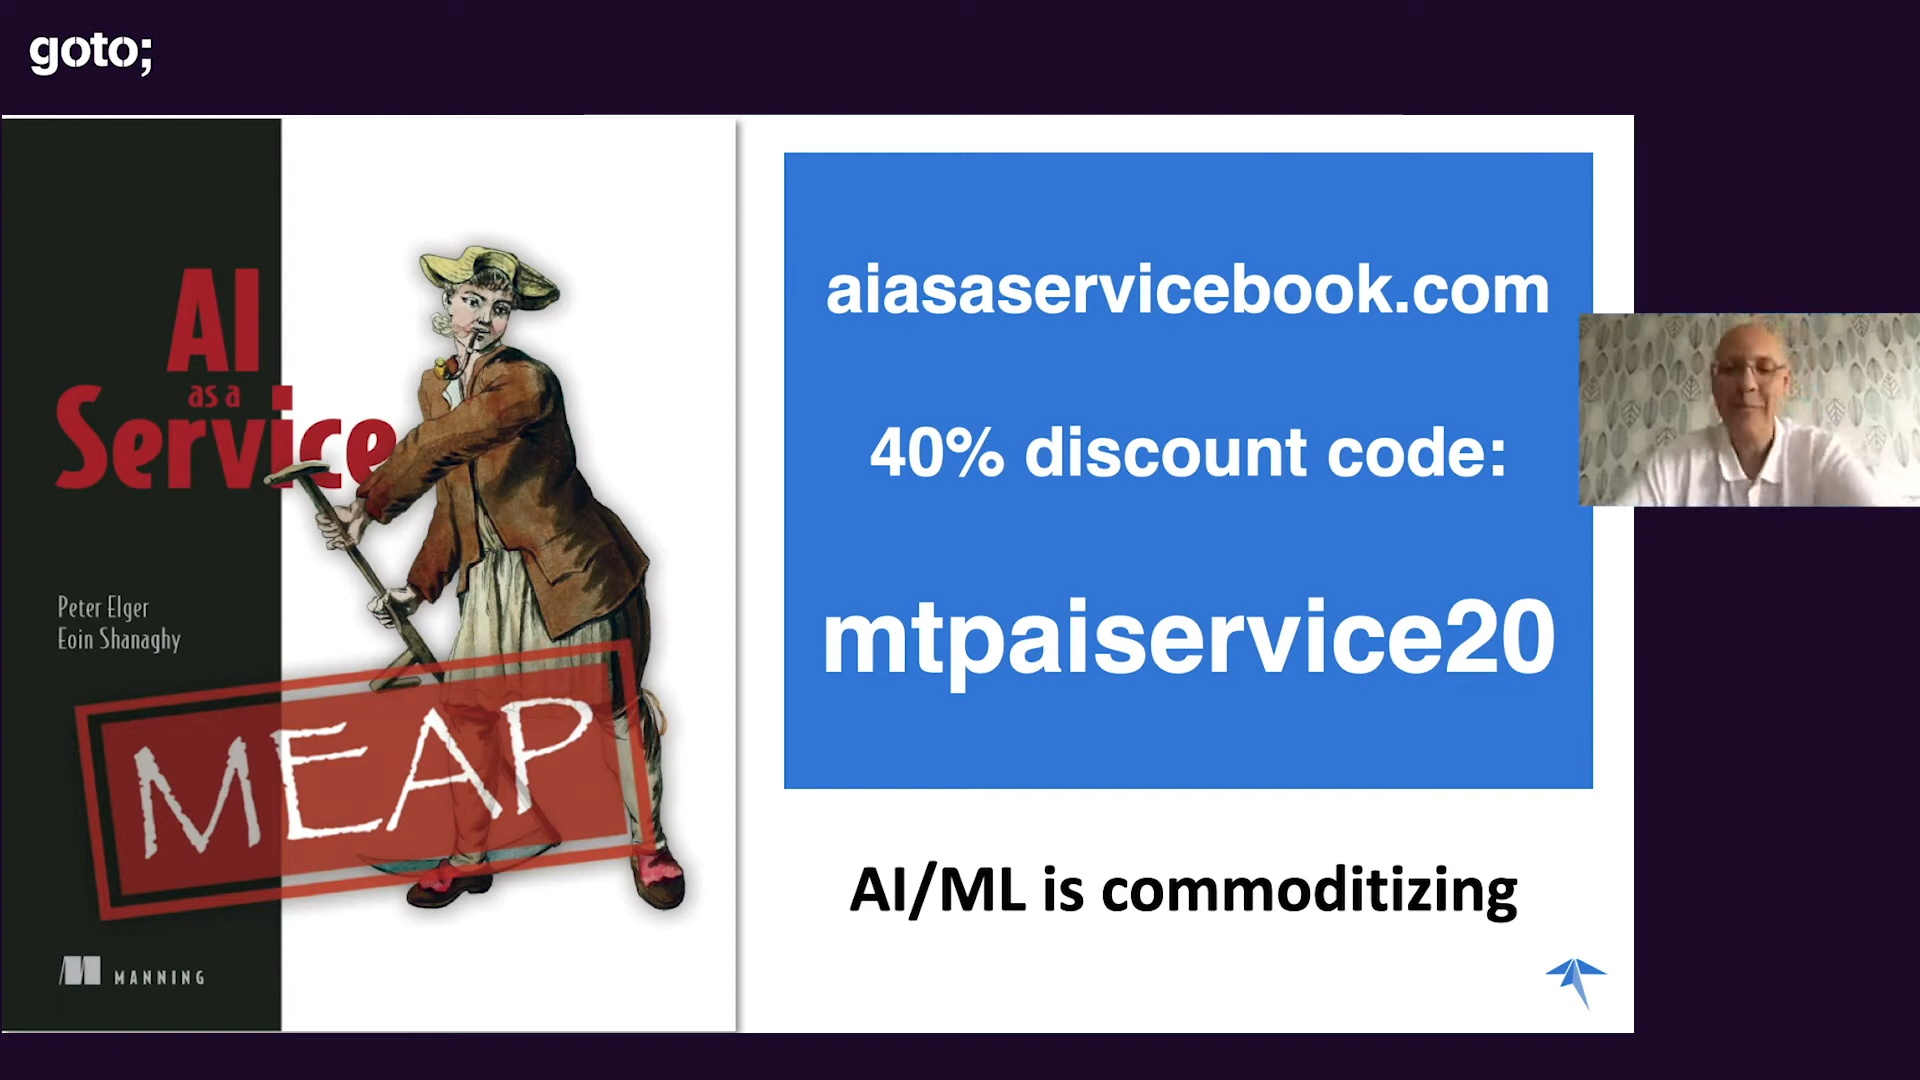 goto;
AI
as a
Service
Peter Elger
Eoin Shanaghy
MEAP
MANNING
aiasaservicebook.com
40% discount code:
mtpaiservice20
AI/ML is commoditizing